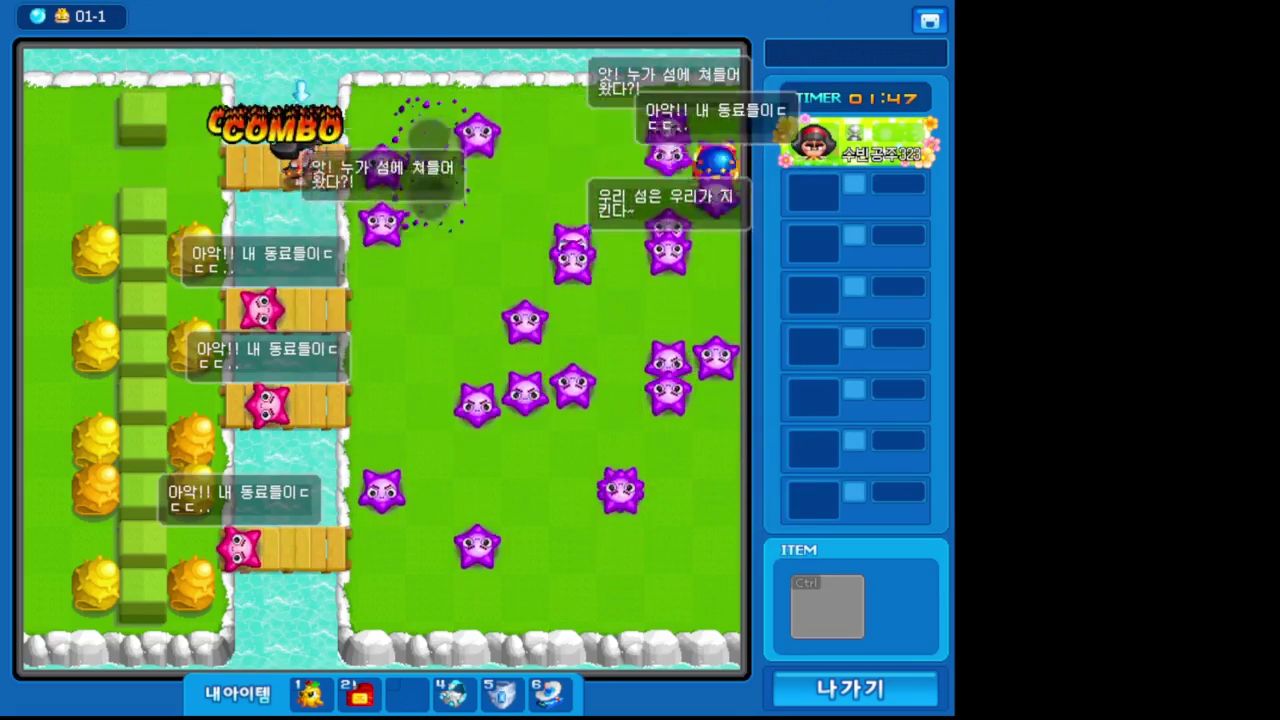 01-1
앗! 누가 섬에 쳐들어
왔다?!
아악!! 내 동료들이ㄷ
ㄷㄷ..
TIMER 01:47
COMBO
수빈공주323
앗! 누가 섬에 쳐들어
왔다?!
우리 섬은 우리가 지
킨다~
아악!! 내 동료들이ㄷ
ㄷㄷ..
아악!! 내 동료들이ㄷ
ㄷㄷ..
아악!! 내 동료들이ㄷ
ㄷㄷ..
ITEM
Ctrl
내아이템
1
2
4
5
6
나가기